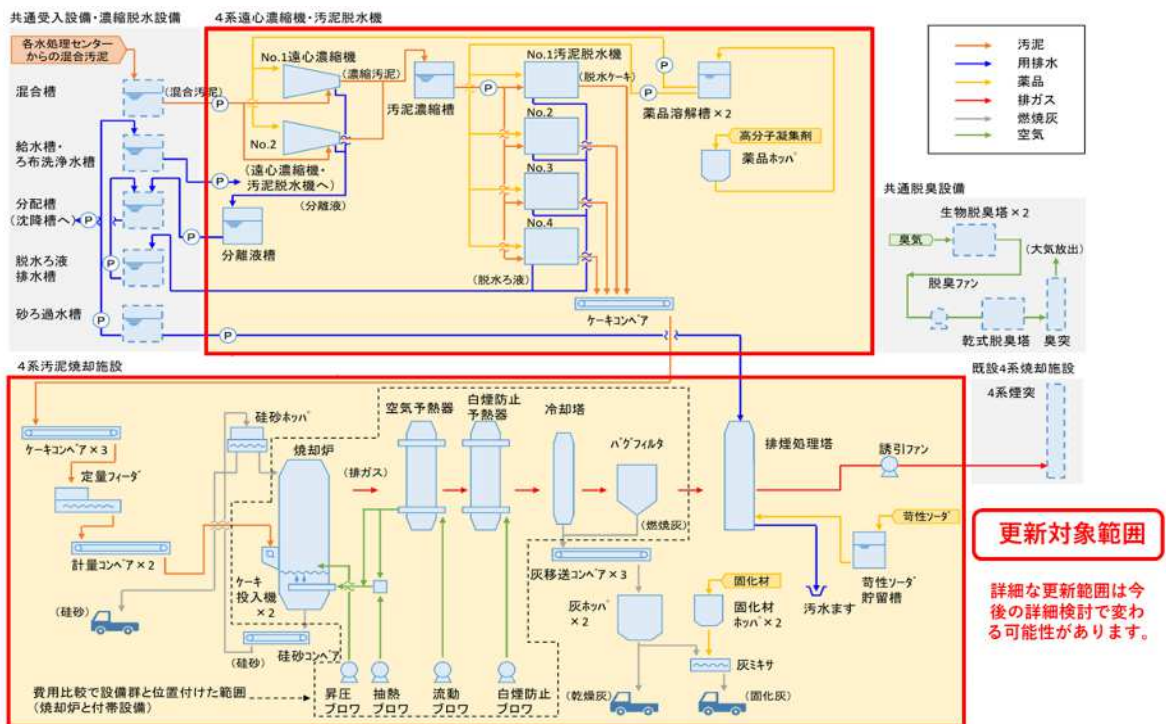 共通受入設備・濃縮脱水設備
4系遠心濃縮機・汚泥脱水機
各水処理センター
からの混合汚泥
混合槽
(混合汚泥)
P
給水槽・
ろ布洗浄水槽
P
分配槽
(沈降槽へ)
P
P
脱水ろ液
排水槽
砂ろ過水槽
P
P
No.1遠心濃縮機
(濃縮汚泥)
No.2
(遠心濃縮機・
汚泥脱水機へ)
(分離液)
分離液槽
汚泥濃縮槽
P
No.1汚泥脱水機
(脱水ケーキ)
No.2
No.3
No.4
(脱水ろ液)
ケーキコンベア
P
P
薬品溶解槽×2
高分子凝集剤
薬品ホッパ
汚泥
用排水
薬品
排ガス
燃焼灰
空気
共通脱臭設備
生物脱臭塔×2
臭気
(大気放出)
脱臭ファン
乾式脱臭塔
臭突
既設4系焼却施設
4系煙突
4系汚泥焼却施設
ケーキコンベア×3
定量フィーダ
計量コンベア×2
(硅砂)
硅砂ホッパ
焼却炉
(排ガス)
ケーキ
投入機
×2
(硅砂)
硅砂コンベア
空気予熱器
白煙防止
予熱器
冷却塔
バグフィルタ
(燃焼灰)
灰移送コンベア×3
灰ホッパ
×2
固化材
固化材
ホッパ×2
灰ミキサ
(乾燥灰)
(固化灰)
排煙処理塔
誘引ファン
苛性ソーダ
苛性ソーダ
貯留槽
汚水ます
費用比較で設備群と位置付けた範囲
(焼却炉と付帯設備)
昇圧
ブロワ
抽熱
ブロワ
流動
ブロワ
白煙防止
ブロワ
更新対象範囲
詳細な更新範囲は今
後の詳細検討で変わ
る可能性があります。